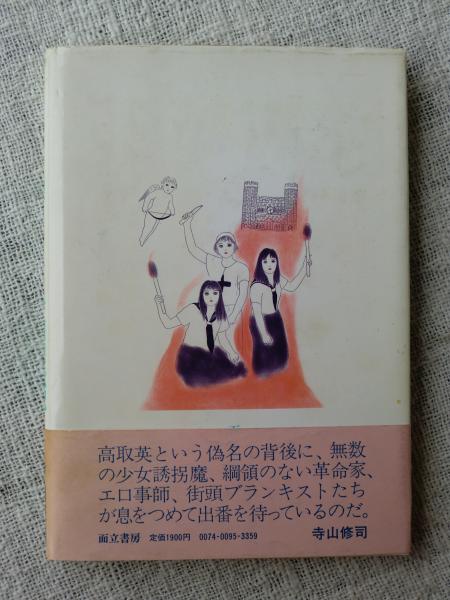 高取英という偽名の背後に、無数
の少女誘拐魔、綱領のない革命家、
エロ事師、街頭ブランキストたち
が息をつめて出番を待っているのだ。
而立書房 定価1900円 0074-0095-3359 寺山修司